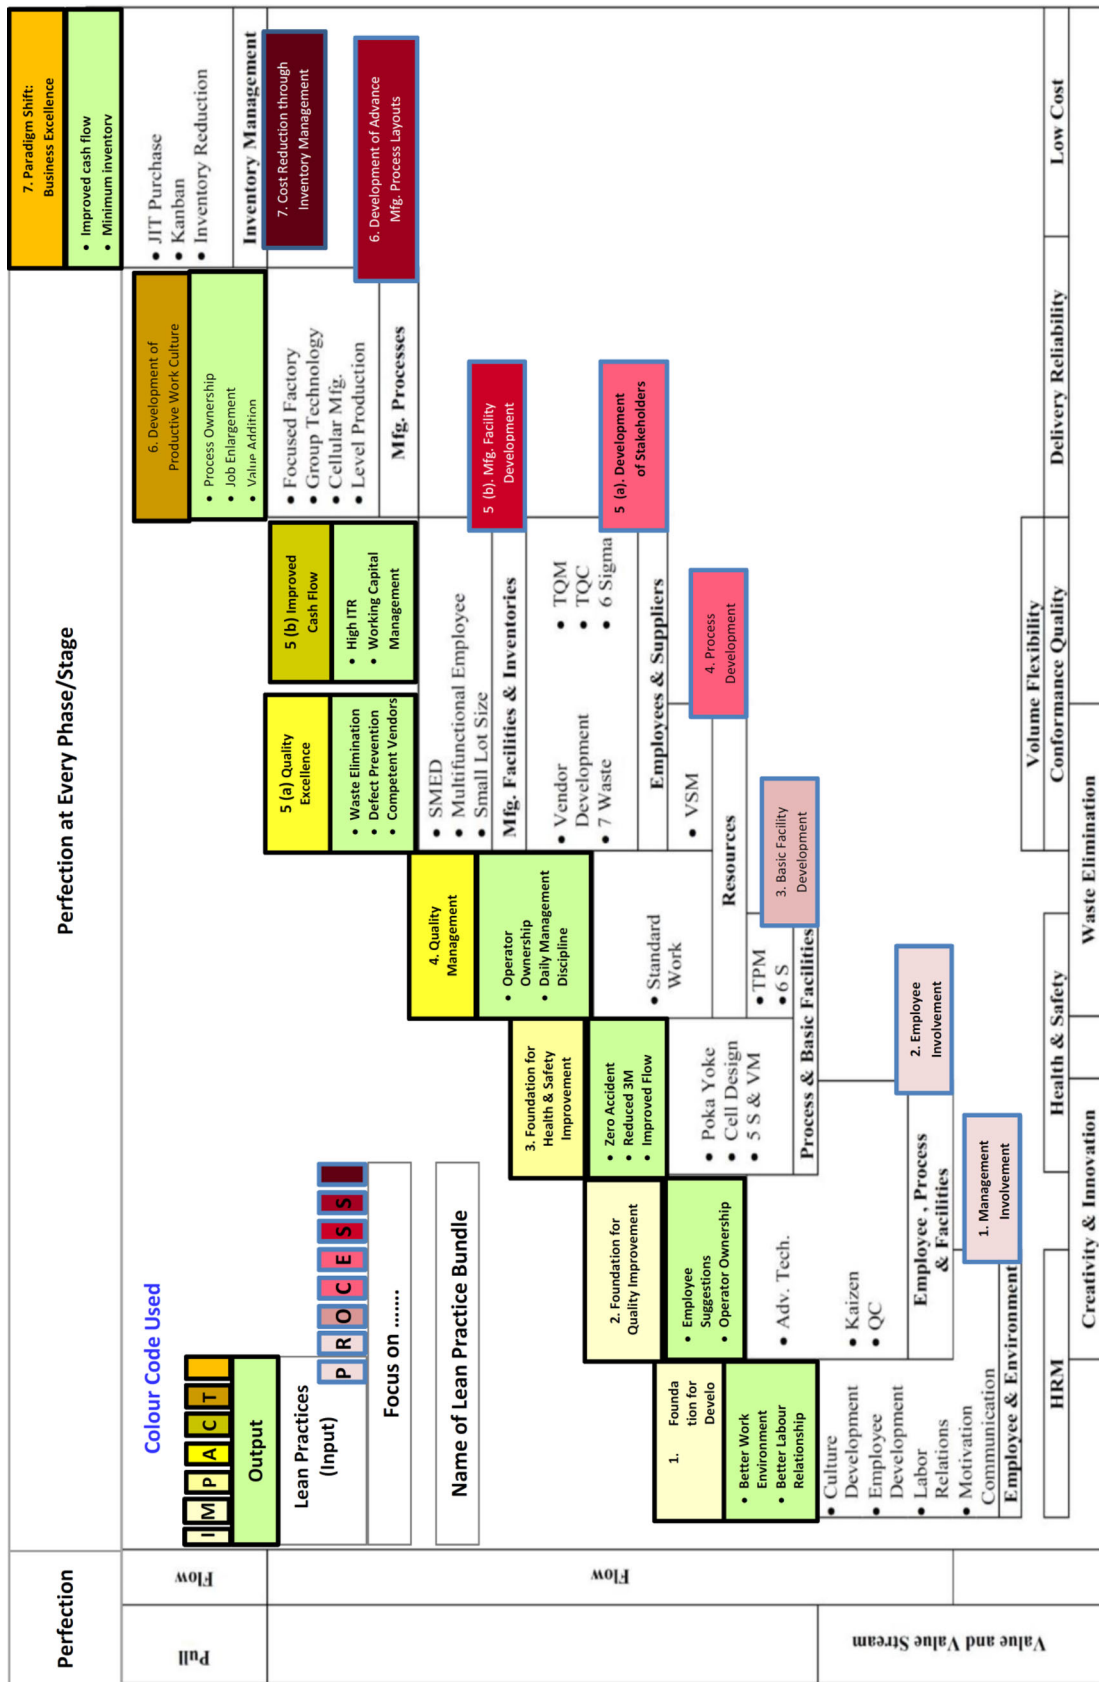 Perfection
Perfection at Every Phase/Stage
7. Paradigm Shift:
Business Excellence
• Improved cash flow
• Minimum inventory
Pull
Flow
Colour Code Used
I M P A C T
Output
Lean Practices
(Input)
P R O C E S S
Focus on .......
Name of Lean Practice Bundle
6. Development of
Productive Work Culture
• Process Ownership
• Job Enlargement
• Value Addition
• JIT Purchase
• Kanban
• Inventory Reduction
Inventory Management
7. Cost Reduction through
Inventory Management
Flow
5 (a) Quality
Excellence
• Waste Elimination
• Defect Prevention
• Competent Vendors
5 (b) Improved
Cash Flow
• High ITR
• Working Capital
Management
• Focused Factory
• Group Technology
• Cellular Mfg.
• Level Production
Mfg. Processes
6. Development of Advance
Mfg. Process Layouts
4. Quality
Management
• Operator
Ownership
• Daily Management
Discipline
• SMED
• Multifunctional Employee
• Small Lot Size
Mfg. Facilities & Inventories
5 (b). Mfg. Facility
Development
3. Foundation for
Health & Safety
Improvement
• Zero Accident
• Reduced 3M
• Improved Flow
• Standard
Work
• Vendor
Development
• 7 Waste
• TQM
• TQC
• 6 Sigma
Employees & Suppliers
5 (a). Development
of Stakeholders
2. Foundation for
Quality Improvement
• Employee
Suggestions
• Operator Ownership
• Poka Yoke
• Cell Design
• 5 S & VM
• VSM
Resources
4. Process
Development
1. Founda
tion for
Develo
• Better Work
Environment
• Better Labour
Relationship
• Adv. Tech.
• Kaizen
• QC
• TPM
• 6 S
Process & Basic Facilities
3. Basic Facility
Development
Value and Value Stream
• Culture
Development
• Employee
Development
• Labor
Relations
• Motivation
Communication
Employee & Environment
Employee , Process
& Facilities
2. Employee
Involvement
1. Management
Involvement
Volume Flexibility
HRM
Health & Safety
Conformance Quality
Delivery Reliability
Low Cost
Creativity & Innovation
Waste Elimination